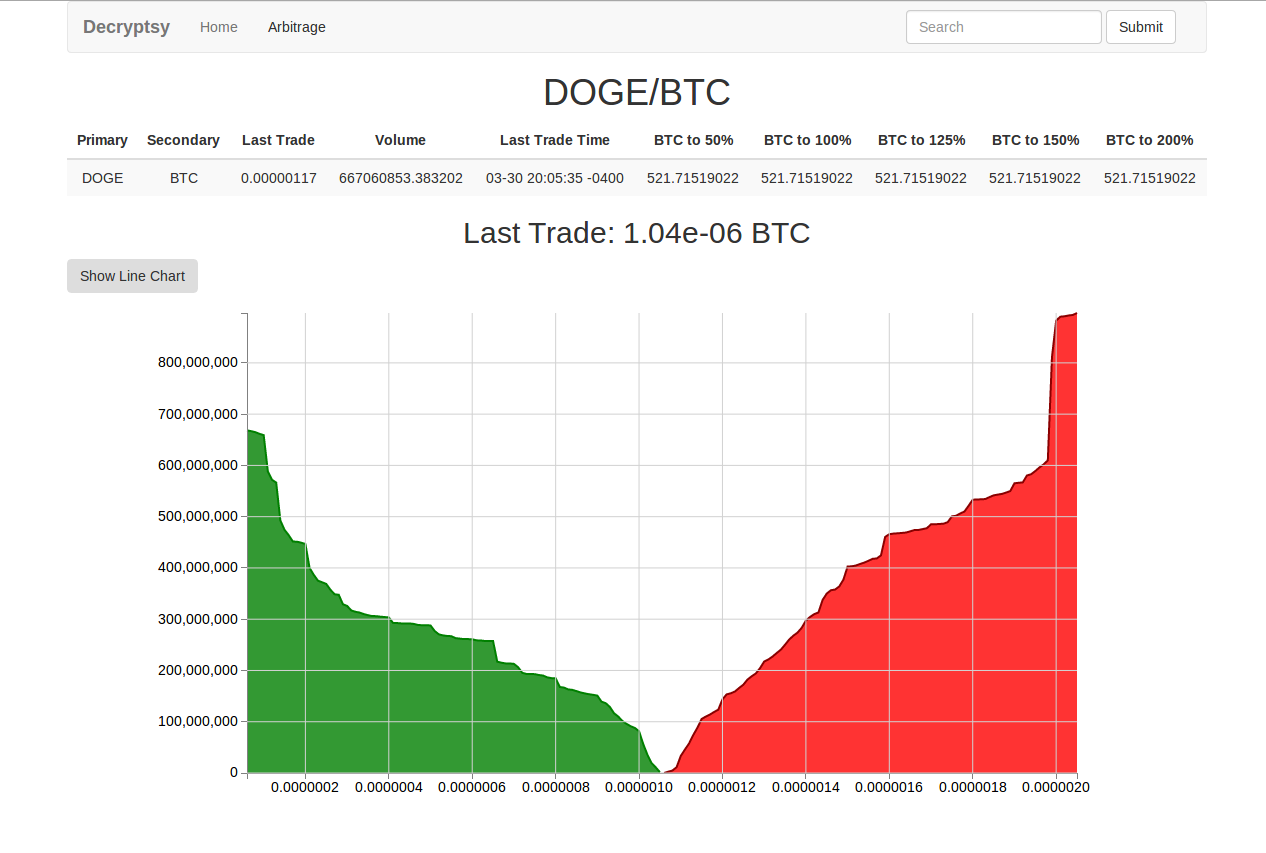 Decryptsy Home Arbitrage Search Submit
DOGE/BTC
Primary Secondary Last Trade Volume Last Trade Time BTC to 50% BTC to 100% BTC to 125% BTC to 150% BTC to 200%
DOGE BTC 0.00000117 667060853.383202 03-30 20:05:35 -0400 521.71519022 521.71519022 521.71519022 521.71519022 521.71519022
Last Trade: 1.04e-06 BTC
Show Line Chart
800,000,000
700,000,000
600,000,000
500,000,000
400,000,000
300,000,000
200,000,000
100,000,000
0
0.0000002 0.0000004 0.0000006 0.0000008 0.0000010 0.0000012 0.0000014 0.0000016 0.0000018 0.0000020